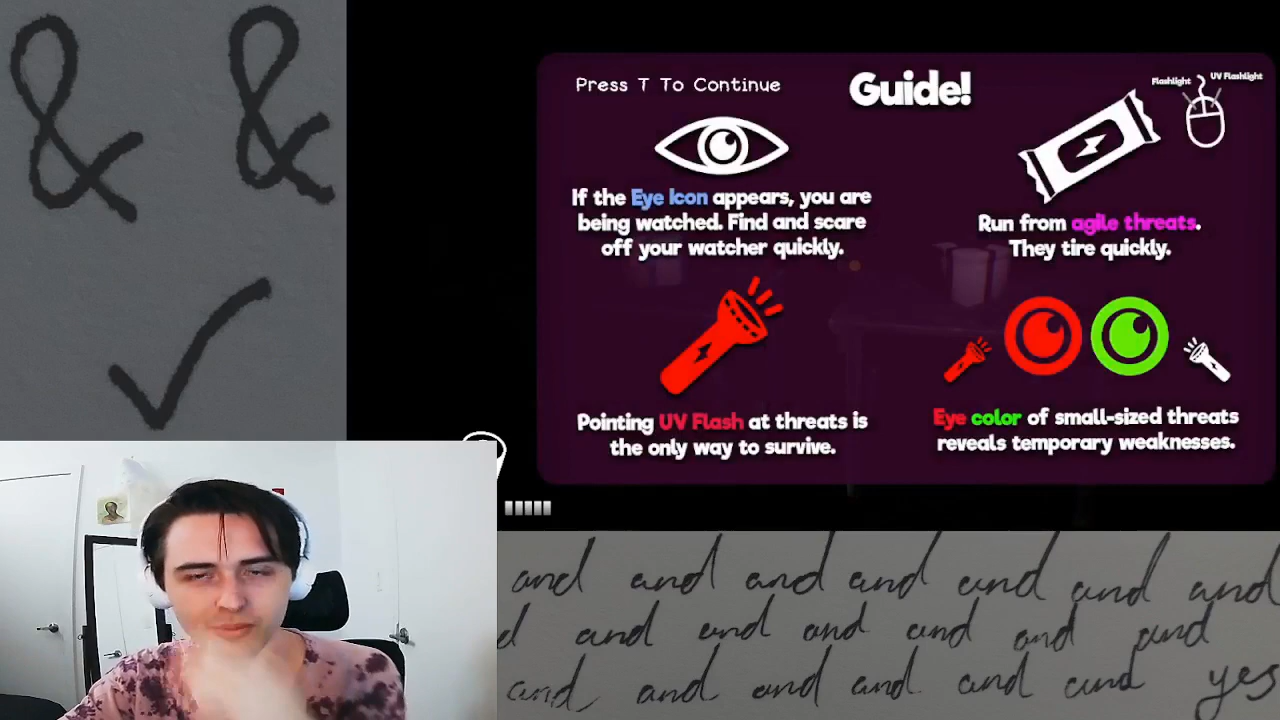 & &
Press T To Continue
Guide!
Flashlight
UV Flashlight
If the Eye Icon appears, you are
being watched. Find and scare
off your watcher quickly.
Run from agile threats.
They tire quickly.
Pointing UV Flash at threats is
the only way to survive.
Eye color of small-sized threats
reveals temporary weaknesses.
and and and and and and and
and and and and and and
and and and and and and yes